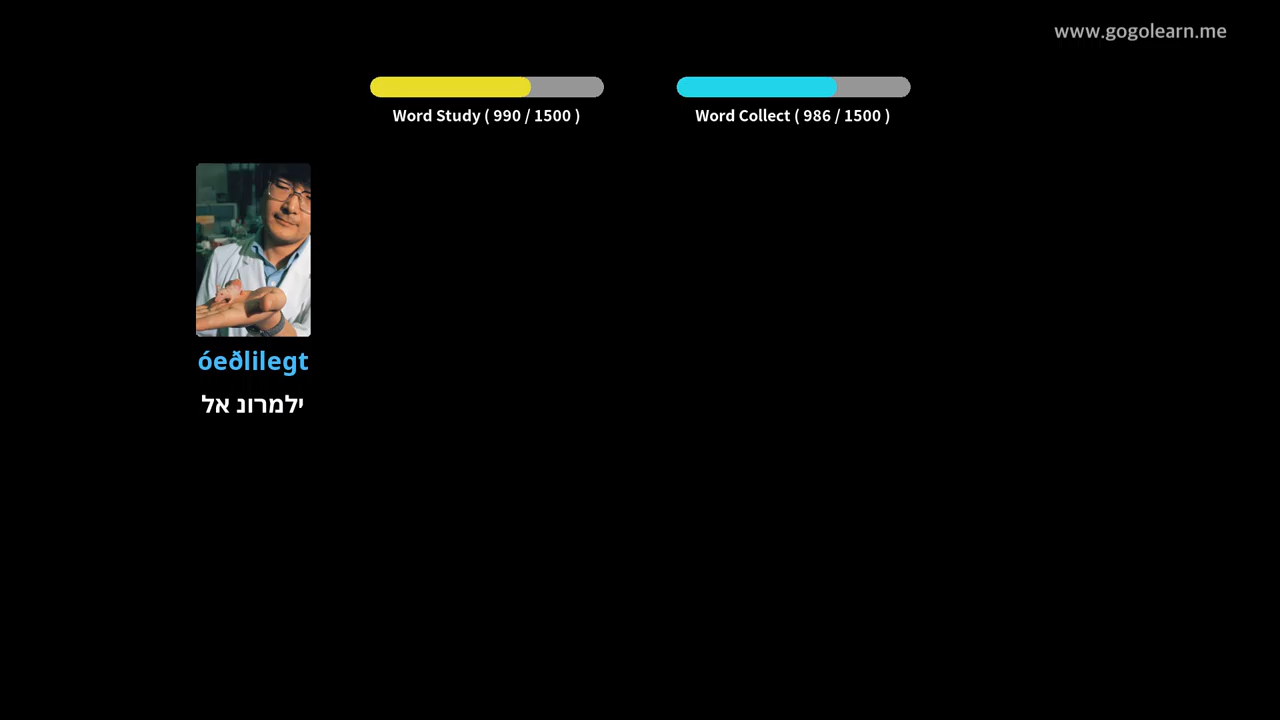 www.gogolearn.me
Word Study ( 990 / 1500 )
Word Collect ( 986 / 1500 )
óeðlilegt
ילמרונ אל